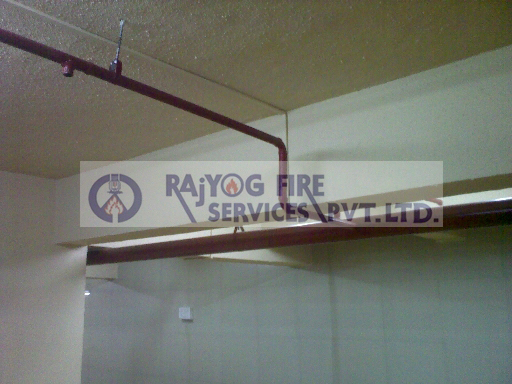 RAjYOG FIRE
SERVICES PVT. LTD.